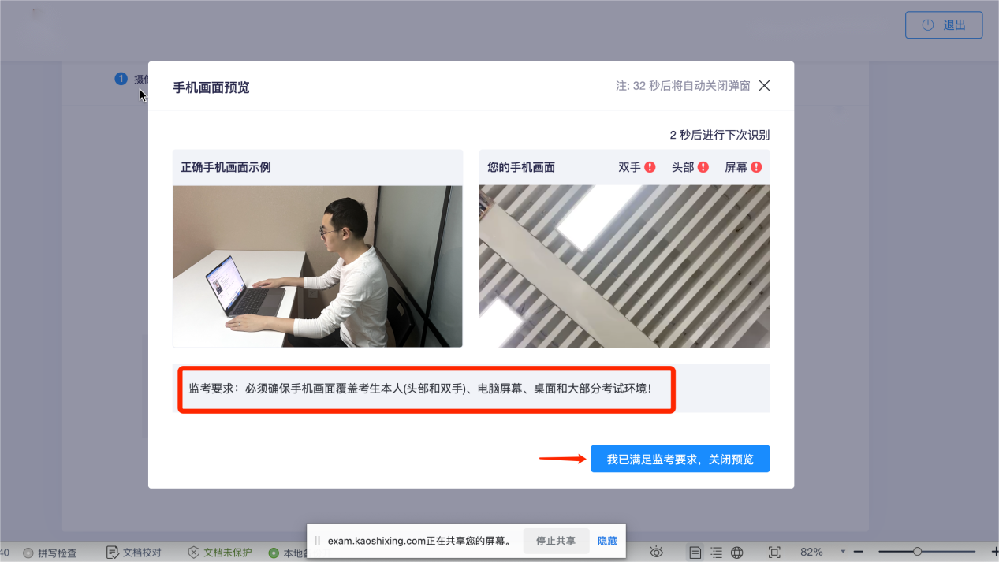 退出
1 摄
手机画面预览
注: 32 秒后将自动关闭弹窗
2 秒后进行下次识别
正确手机画面示例
您的手机画面 双手 头部 屏幕
监考要求：必须确保手机画面覆盖考生本人(头部和双手)、电脑屏幕、桌面和大部分考试环境！
我已满足监考要求，关闭预览
exam.kaoshixing.com正在共享您的屏幕。 停止共享 隐藏
40 拼写检查 文档校对 文档未保护 本地 82%